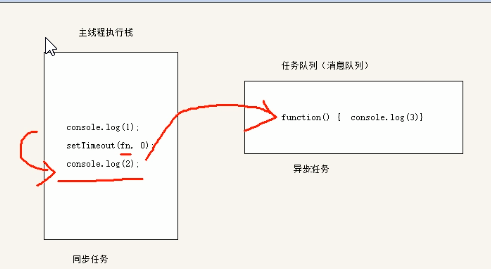 主线程执行栈
任务队列（消息队列）
console.log(1);
setTimeout(fn, 0);
console.log(2);
function() { console.log(3)}
异步任务
同步任务